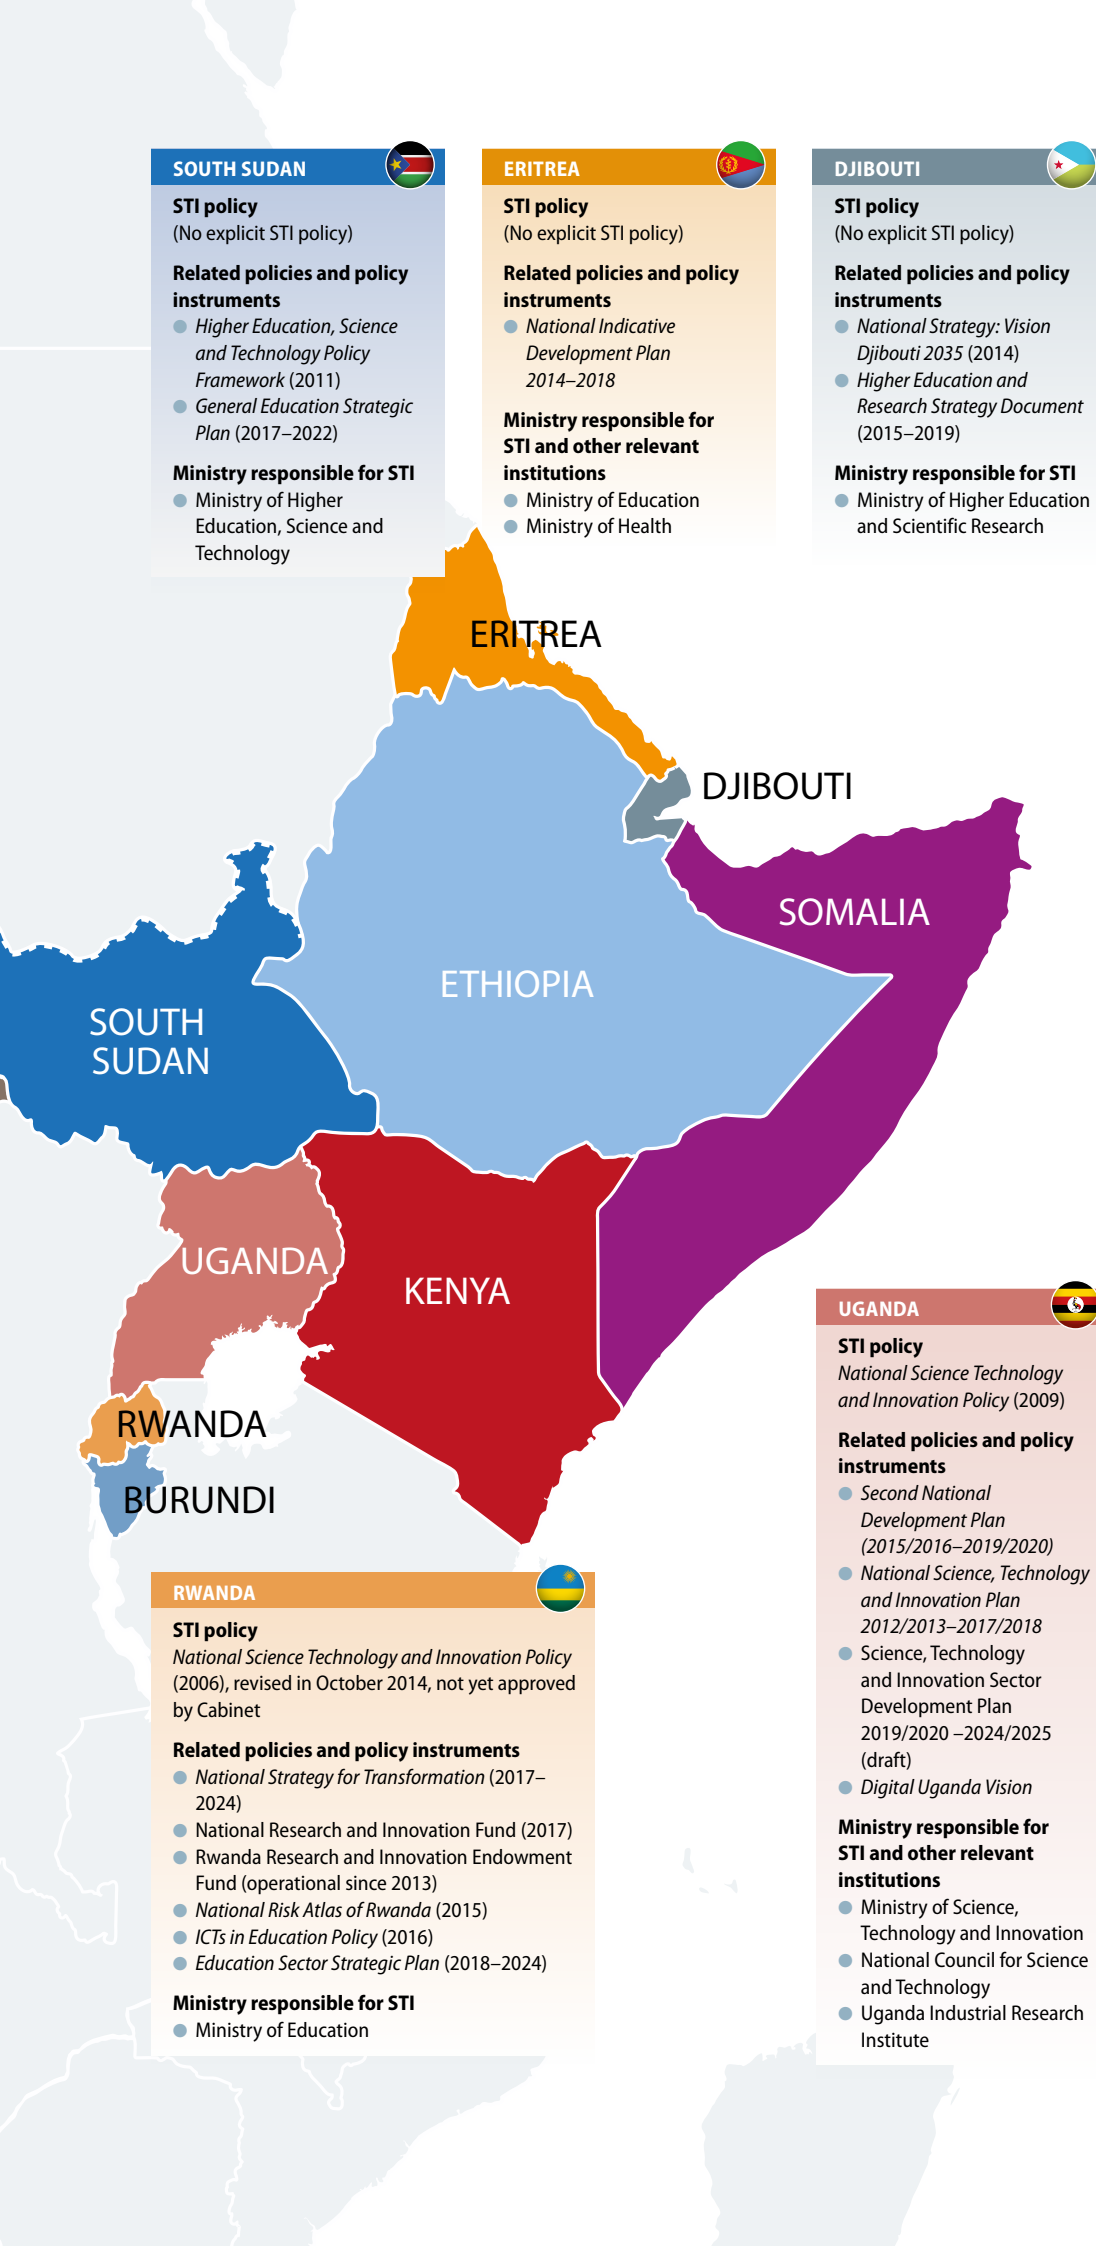 SOUTH SUDAN
STI policy
(No explicit STI policy)
Related policies and policy
instruments
Higher Education, Science
and Technology Policy
Framework (2011)
General Education Strategic
Plan (2017–2022)
Ministry responsible for STI
Ministry of Higher
Education, Science and
Technology
ERITREA
STI policy
(No explicit STI policy)
Related policies and policy
instruments
National Indicative
Development Plan
2014–2018
Ministry responsible for
STI and other relevant
institutions
Ministry of Education
Ministry of Health
DJIBOUTI
STI policy
(No explicit STI policy)
Related policies and policy
instruments
National Strategy: Vision
Djibouti 2035 (2014)
Higher Education and
Research Strategy Document
(2015–2019)
Ministry responsible for STI
Ministry of Higher Education
and Scientific Research
ERITREA
DJIBOUTI
SOMALIA
ETHIOPIA
SOUTH
SUDAN
UGANDA
KENYA
RWANDA
BURUNDI
UGANDA
STI policy
National Science Technology
and Innovation Policy (2009)
Related policies and policy
instruments
Second National
Development Plan
(2015/2016–2019/2020)
National Science, Technology
and Innovation Plan
2012/2013–2017/2018
Science, Technology
and Innovation Sector
Development Plan
2019/2020 –2024/2025
(draft)
Digital Uganda Vision
Ministry responsible for
STI and other relevant
institutions
Ministry of Science,
Technology and Innovation
National Council for Science
and Technology
Uganda Industrial Research
Institute
RWANDA
STI policy
National Science Technology and Innovation Policy
(2006), revised in October 2014, not yet approved
by Cabinet
Related policies and policy instruments
National Strategy for Transformation (2017–
2024)
National Research and Innovation Fund (2017)
Rwanda Research and Innovation Endowment
Fund (operational since 2013)
National Risk Atlas of Rwanda (2015)
ICTs in Education Policy (2016)
Education Sector Strategic Plan (2018–2024)
Ministry responsible for STI
Ministry of Education